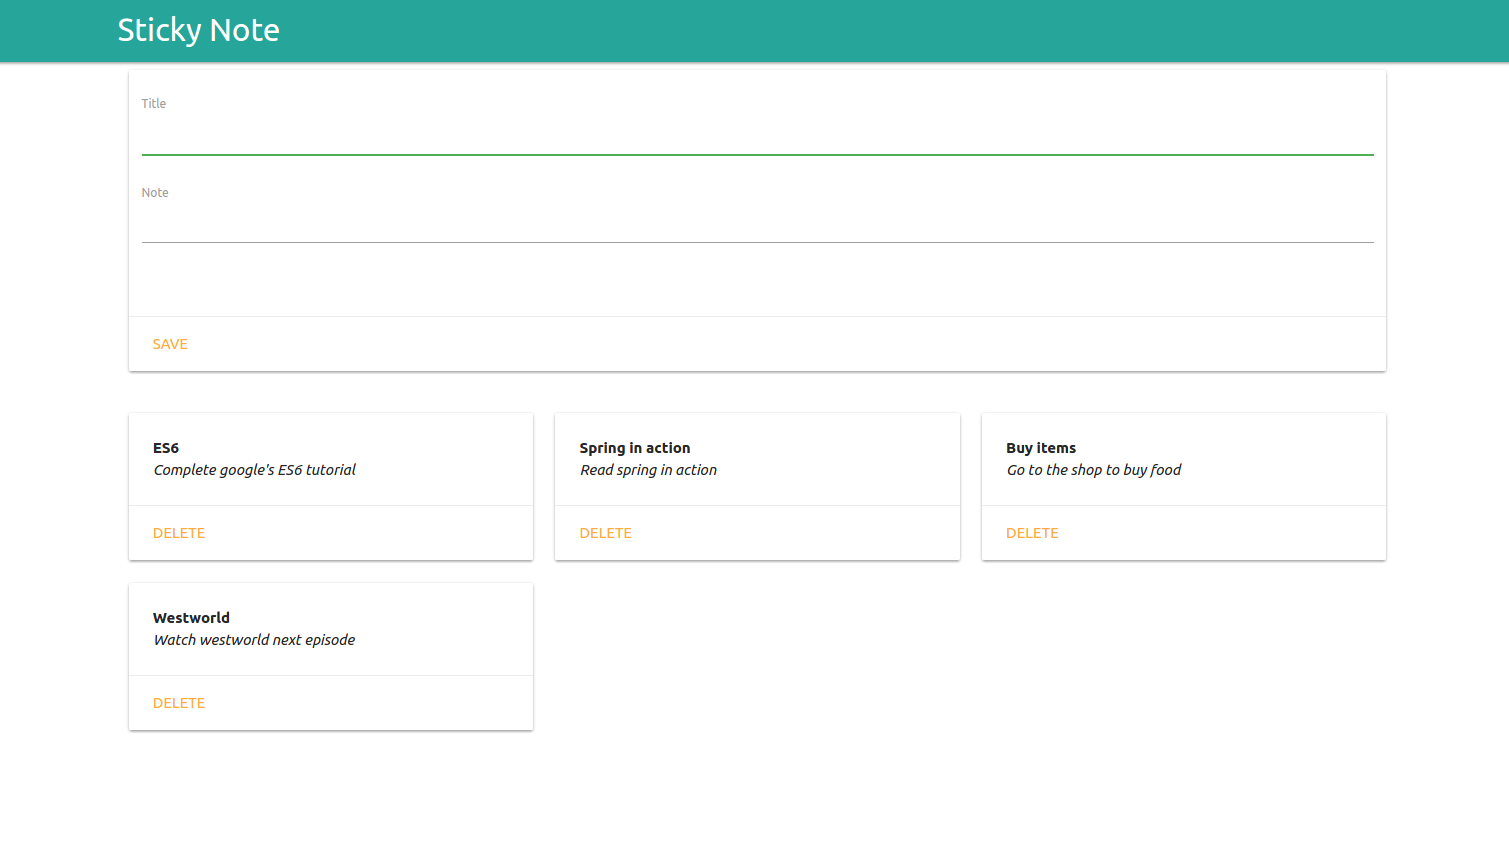 Sticky Note
Title
Note
SAVE
ES6
Complete google's ES6 tutorial
DELETE
Spring in action
Read spring in action
DELETE
Buy items
Go to the shop to buy food
DELETE
Westworld
Watch westworld next episode
DELETE